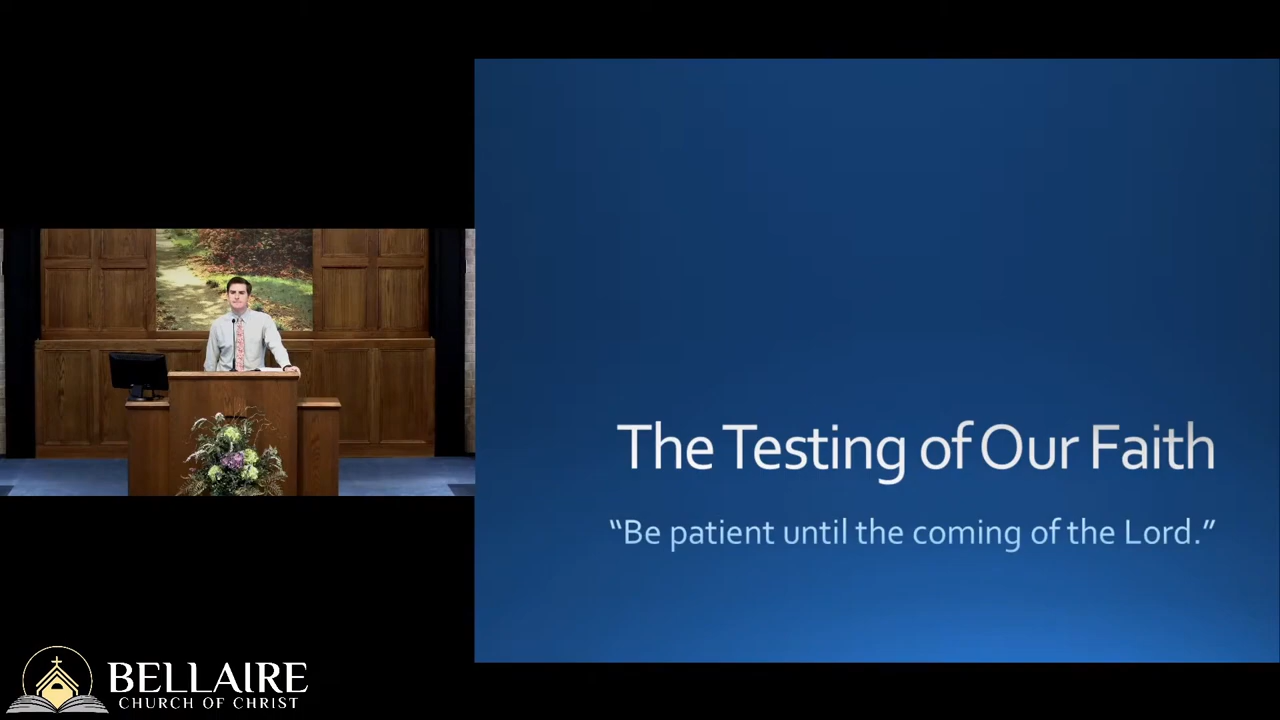 The Testing of Our Faith
“Be patient until the coming of the Lord.”
BELLAIRE
CHURCH OF CHRIST